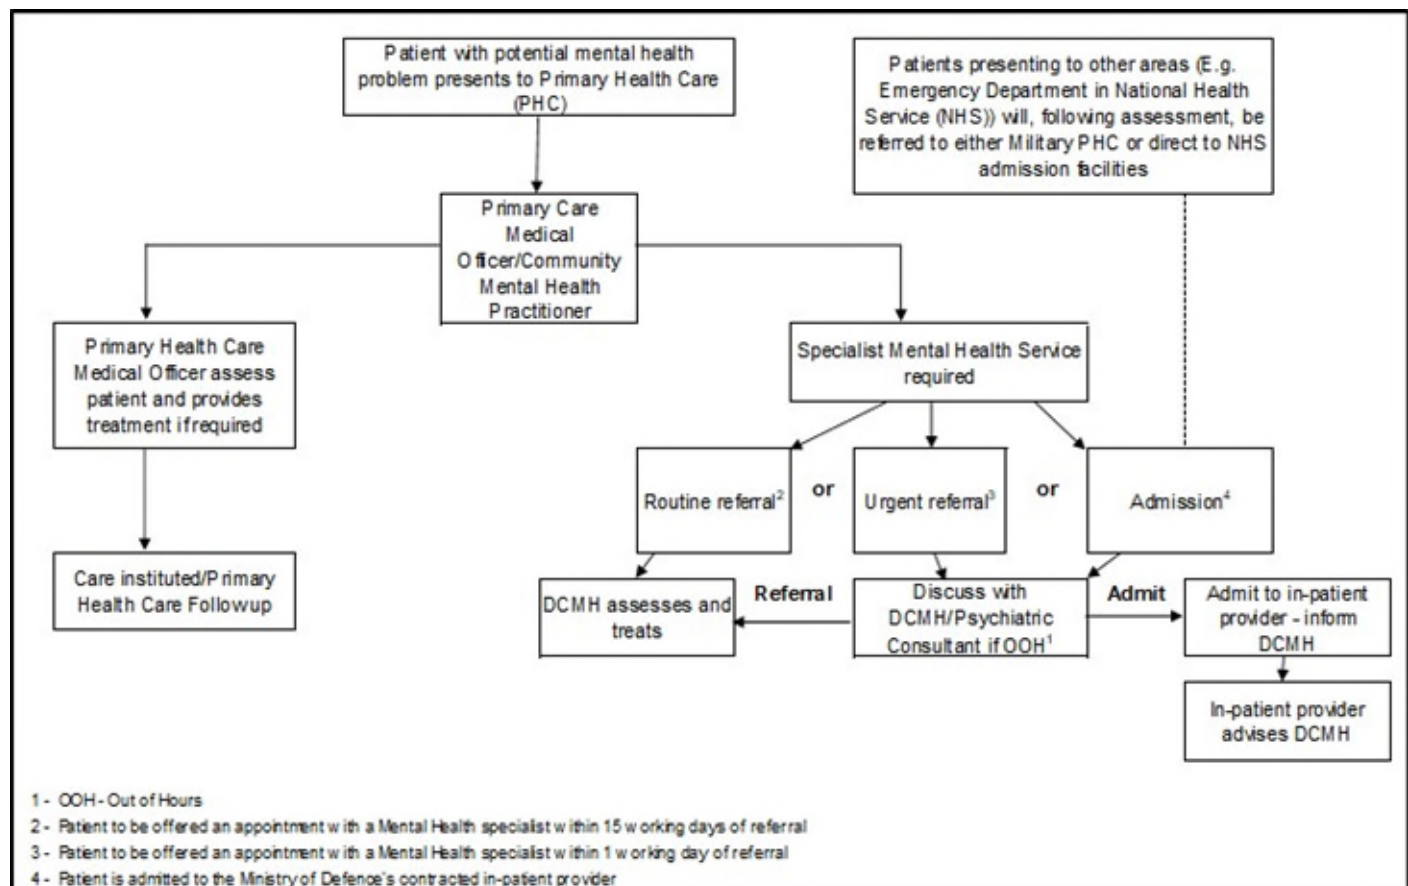 Patient with potential mental health
problem presents to Primary Health Care
(PHC)
Patients presenting to other areas (E.g.
Emergency Department in National Health
Service (NHS)) will, following assessment, be
referred to either Military PHC or direct to NHS
admission facilities
Primary Care
Medical
Officer/Community
Mental Health
Practitioner
Primary Health Care
Medical Officer assess
patient and provides
treatment if required
Specialist Mental Health Service
required
Routine referral²
or
Urgent referral³
or
Admission⁴
Care instituted/Primary
Health Care Followup
DCMH assesses and
treats
Referral
Discuss with
DCMH/Psychiatric
Consultant if OOH¹
Admit
Admit to in-patient
provider - inform
DCMH
In-patient provider
advises DCMH
1 - OOH - Out of Hours
2 - Patient to be offered an appointment with a Mental Health specialist within 15 working days of referral
3 - Patient to be offered an appointment with a Mental Health specialist within 1 working day of referral
4 - Patient is admitted to the Ministry of Defence's contracted in-patient provider